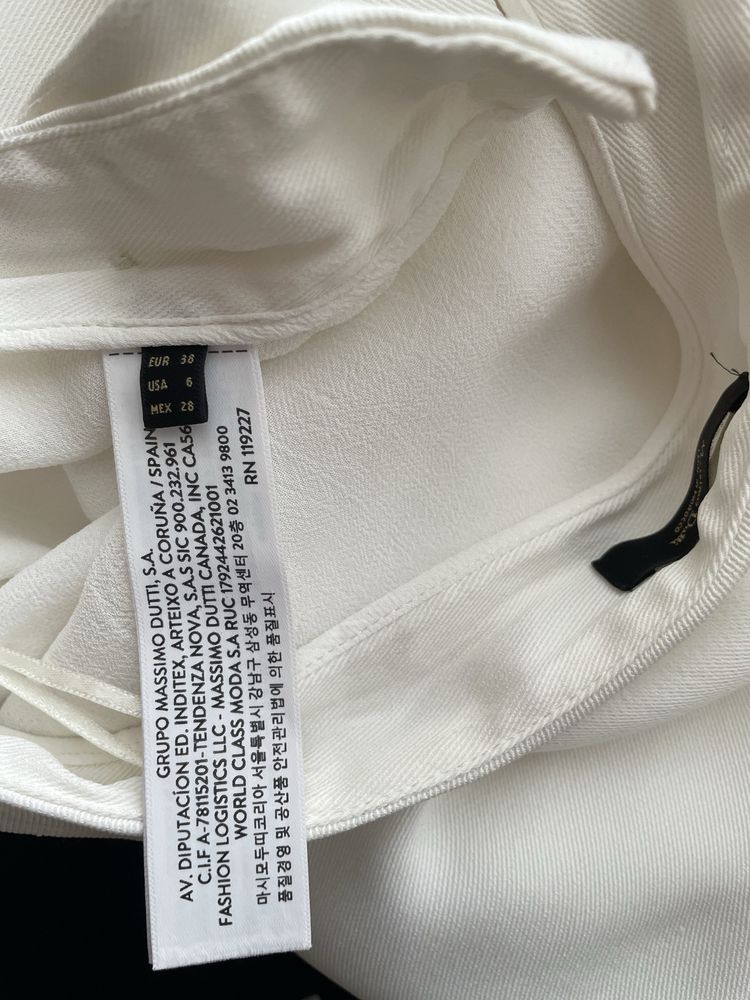 EUR 38
USA 6
MEX 28
GRUPO MASSIMO DUTTI, S.A.
AV. DIPUTACÍON ED. INDITEX, ARTEIXO A CORUÑA / SPAIN
C.I.F A-78115201-TENDENZA NOVA, S.A.S SIC 900.232.961
FASHION LOGISTICS LLC - MASSIMO DUTTI CANADA, INC CA56
WORLD CLASS MODA S.A RUC 1792442621001
마시모두띠코리아 서울특별시 강남구 삼성동 무역센터 20층 02 3413 9800
품질경영 및 공산품 안전관리법에 의한 품질표시
RN 119227